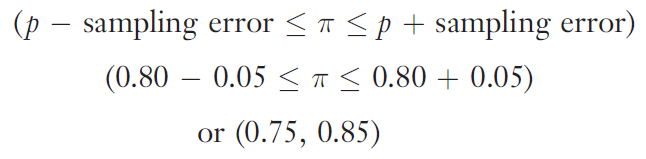 (p − sampling error ≤ π ≤ p + sampling error)
(0.80 − 0.05 ≤ π ≤ 0.80 + 0.05)
or (0.75, 0.85)